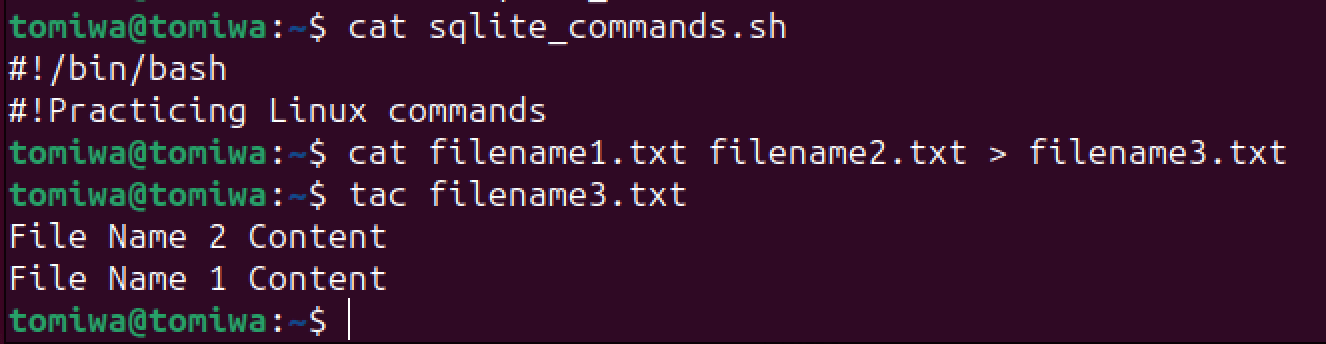 tomiwa@tomiwa:~$ cat sqlite_commands.sh
#!/bin/bash
#!Practicing Linux commands
tomiwa@tomiwa:~$ cat filename1.txt filename2.txt > filename3.txt
tomiwa@tomiwa:~$ tac filename3.txt
File Name 2 Content
File Name 1 Content
tomiwa@tomiwa:~$